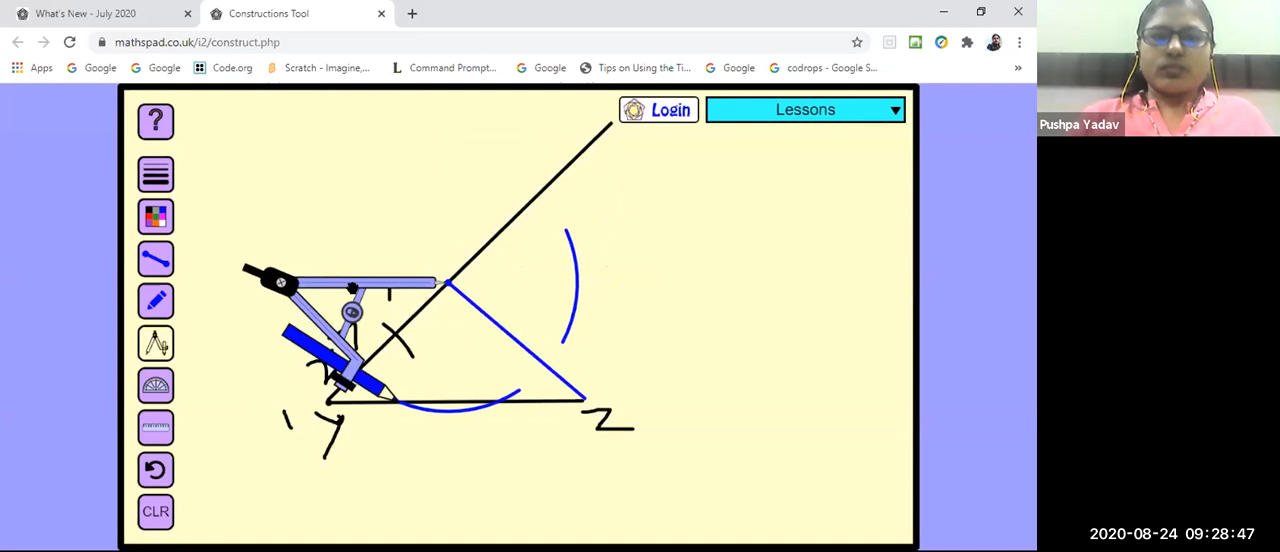 What's New - July 2020
Constructions Tool
mathspad.co.uk/i2/construct.php
Apps
Google
Google
Code.org
Scratch - Imagine,...
Command Prompt...
Google
Tips on Using the Ti...
Google
codrops - Google S...
»
?
Login
Lessons
CLR
y
Z
Pushpa Yadav
2020-08-24 09:28:47